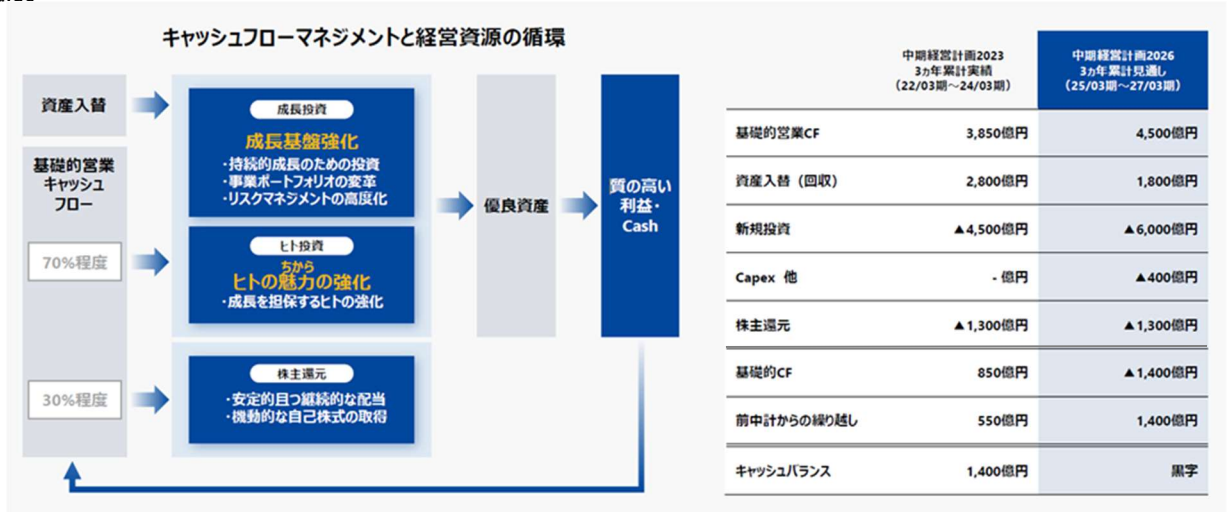 キャッシュフローマネジメントと経営資源の循環
資産入替
基礎的営業
キャッシュ
フロー
70%程度
30%程度
成長投資
成長基盤強化
・持続的成長のための投資
・事業ポートフォリオの変革
・リスクマネジメントの高度化
ヒト投資
ちから
ヒトの魅力の強化
・成長を担保するヒトの強化
株主還元
・安定的且つ継続的な配当
・機動的な自己株式の取得
優良資産
質の高い
利益・
Cash
中期経営計画2023
3ヵ年累計実績
(22/03期～24/03期)
中期経営計画2026
3ヵ年累計見通し
(25/03期～27/03期)
基礎的営業CF 3,850億円 4,500億円
資産入替（回収） 2,800億円 1,800億円
新規投資 ▲4,500億円 ▲6,000億円
Capex 他 - 億円 ▲400億円
株主還元 ▲1,300億円 ▲1,300億円
基礎的CF 850億円 ▲1,400億円
前中計からの繰り越し 550億円 1,400億円
キャッシュバランス 1,400億円 黒字